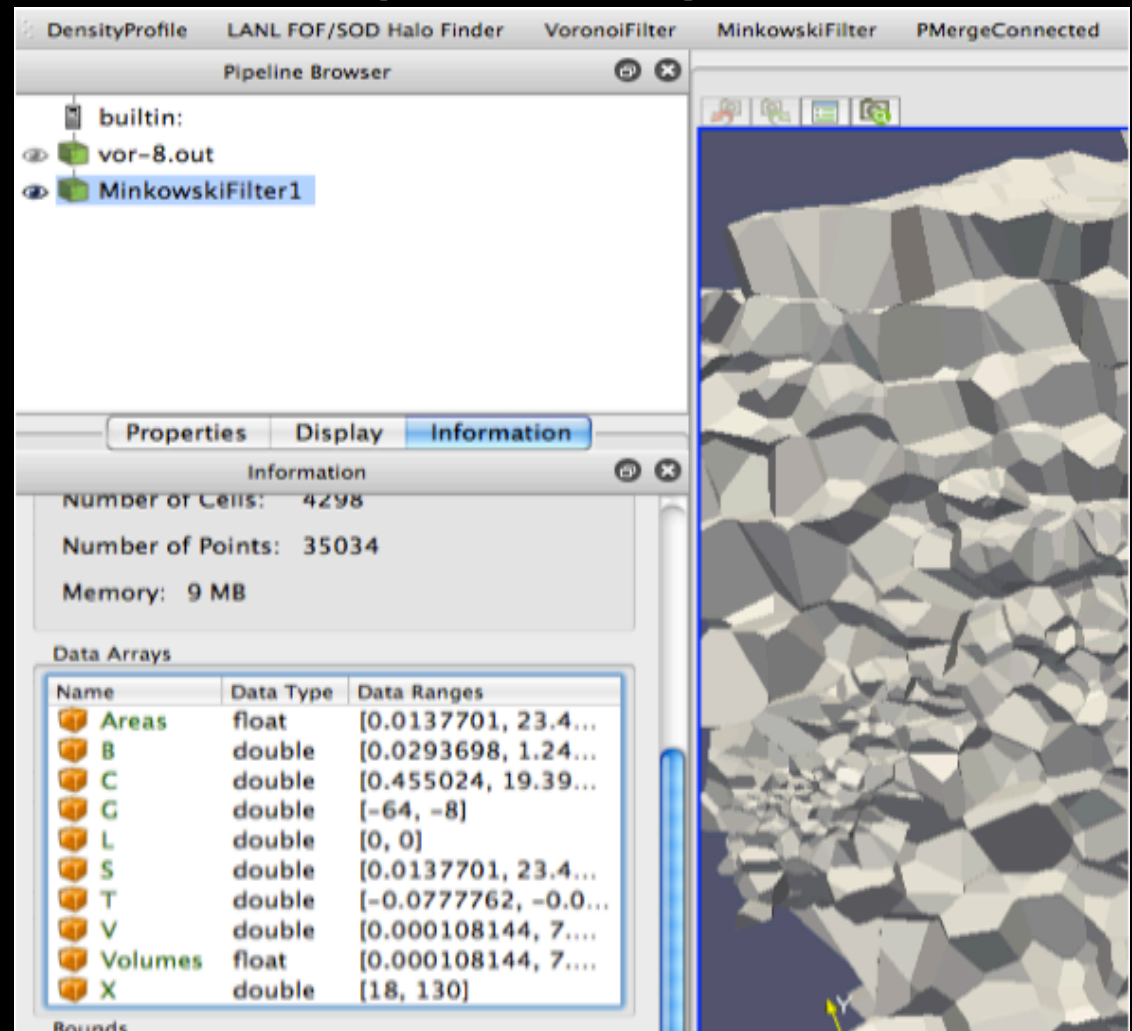 DensityProfile LANL FOF/SOD Halo Finder VoronoiFilter MinkowskiFilter PMergeConnected
Pipeline Browser
builtin:
vor-8.out
MinkowskiFilter1
Properties Display Information
Information
Number of Cells: 4298
Number of Points: 35034
Memory: 9 MB
Data Arrays
Name Data Type Data Ranges
Areas float [0.0137701, 23.4...
B double [0.0293698, 1.24...
C double [0.455024, 19.39...
G double [-64, -8]
L double [0, 0]
S double [0.0137701, 23.4...
T double [-0.0777762, -0.0...
V double [0.000108144, 7....
Volumes float [0.000108144, 7....
X double [18, 130]
Bounds
Y